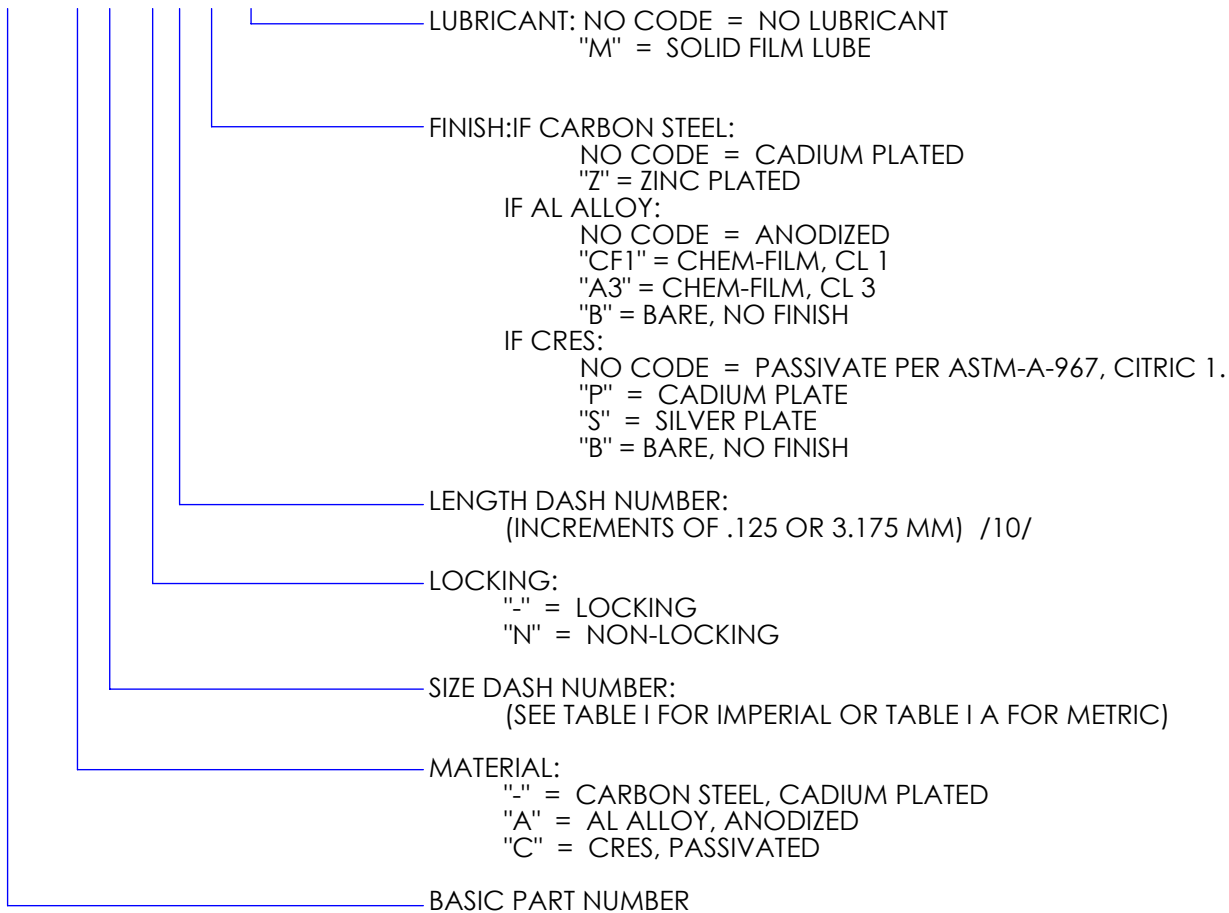 LUBRICANT: NO CODE = NO LUBRICANT
"M" = SOLID FILM LUBE
FINISH:IF CARBON STEEL:
NO CODE = CADIUM PLATED
"Z" = ZINC PLATED
IF AL ALLOY:
NO CODE = ANODIZED
"CF1" = CHEM-FILM, CL 1
"A3" = CHEM-FILM, CL 3
"B" = BARE, NO FINISH
IF CRES:
NO CODE = PASSIVATE PER ASTM-A-967, CITRIC 1.
"P" = CADIUM PLATE
"S" = SILVER PLATE
"B" = BARE, NO FINISH
LENGTH DASH NUMBER:
(INCREMENTS OF .125 OR 3.175 MM) /10/
LOCKING:
"-" = LOCKING
"N" = NON-LOCKING
SIZE DASH NUMBER:
(SEE TABLE I FOR IMPERIAL OR TABLE I A FOR METRIC)
MATERIAL:
"-" = CARBON STEEL, CADIUM PLATED
"A" = AL ALLOY, ANODIZED
"C" = CRES, PASSIVATED
BASIC PART NUMBER